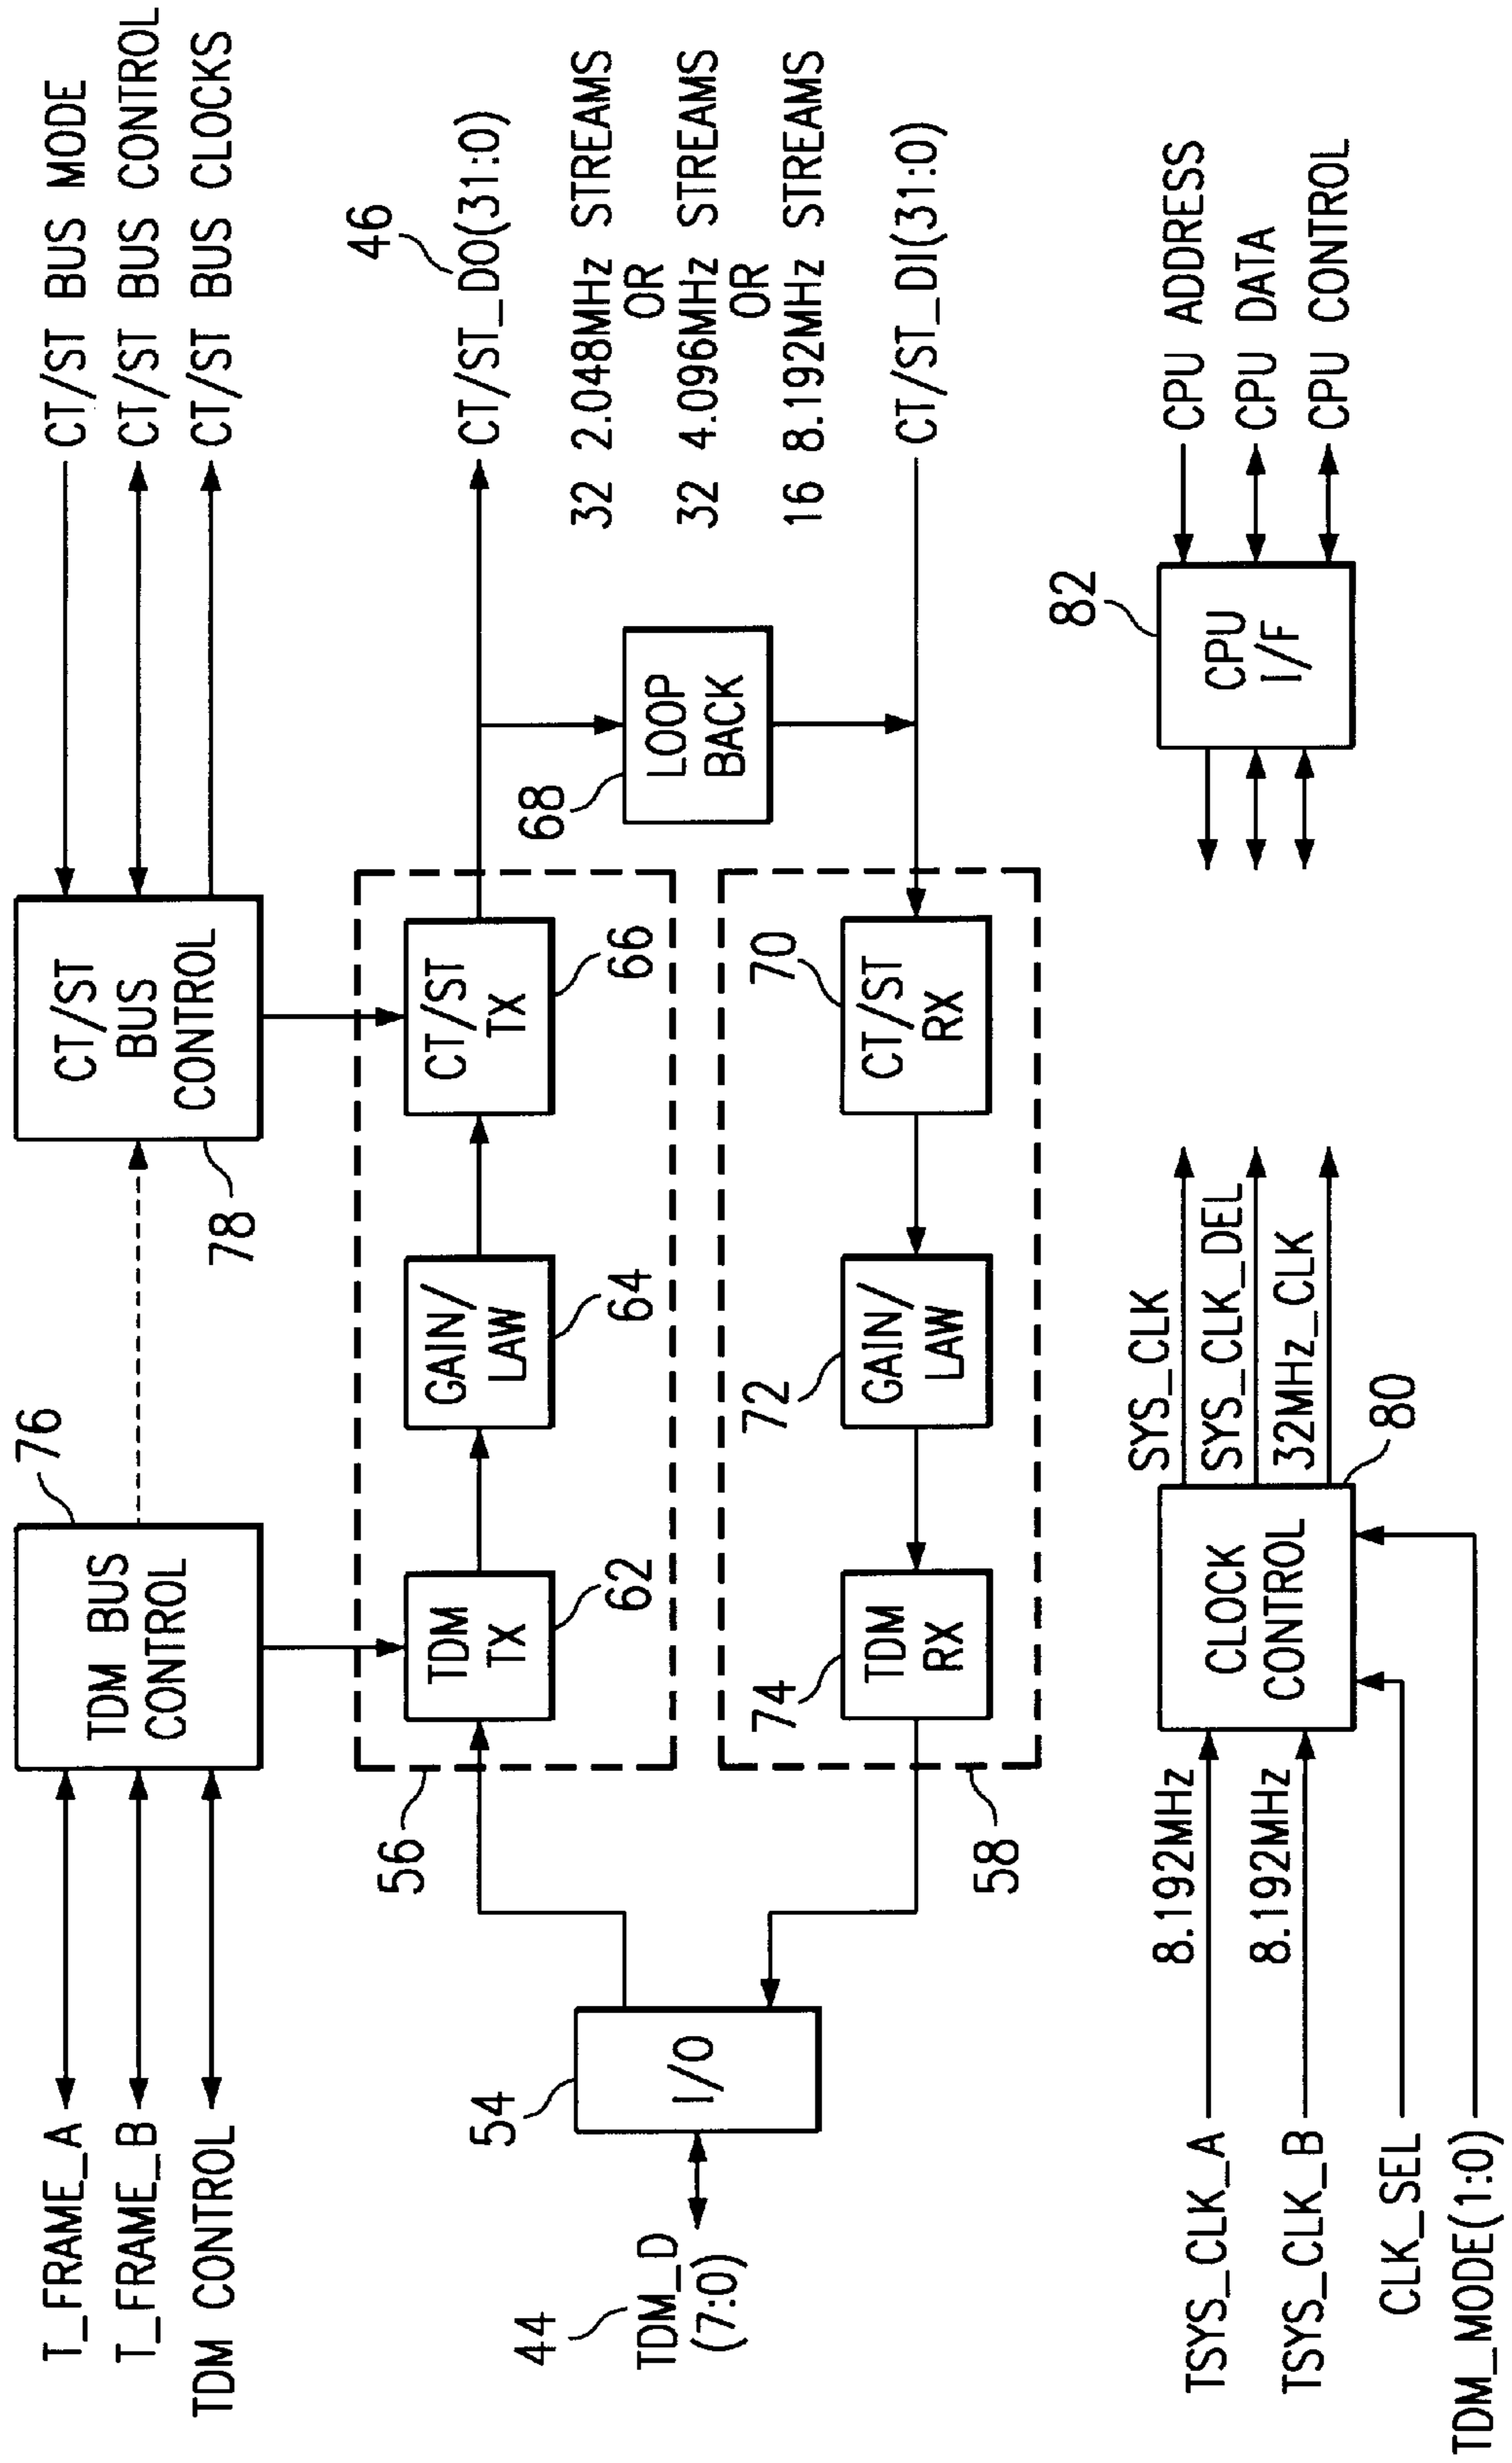 T_FRAME_A
T_FRAME_B
TDM CONTROL
76
TDM BUS
CONTROL
78
CT/ST
BUS
CONTROL
CT/ST BUS MODE
CT/ST BUS CONTROL
CT/ST BUS CLOCKS
44
TDM_D
(7:0)
54
I/O
56
TDM
TX
62
GAIN/
LAW
64
CT/ST
TX
66
46
CT/ST_DO(31:0)
68
LOOP
BACK
32 2.048MHz STREAMS
OR
32 4.096MHz STREAMS
OR
16 8.192MHz STREAMS
58
74
TDM
RX
72
GAIN/
LAW
70
CT/ST
RX
CT/ST_DI(31:0)
TSYS_CLK_A
8.192MHz
TSYS_CLK_B
8.192MHz
CLK_SEL
TDM_MODE(1:0)
CLOCK
CONTROL
80
SYS_CLK
SYS_CLK_DEL
32MHz_CLK
82
CPU
I/F
CPU ADDRESS
CPU DATA
CPU CONTROL